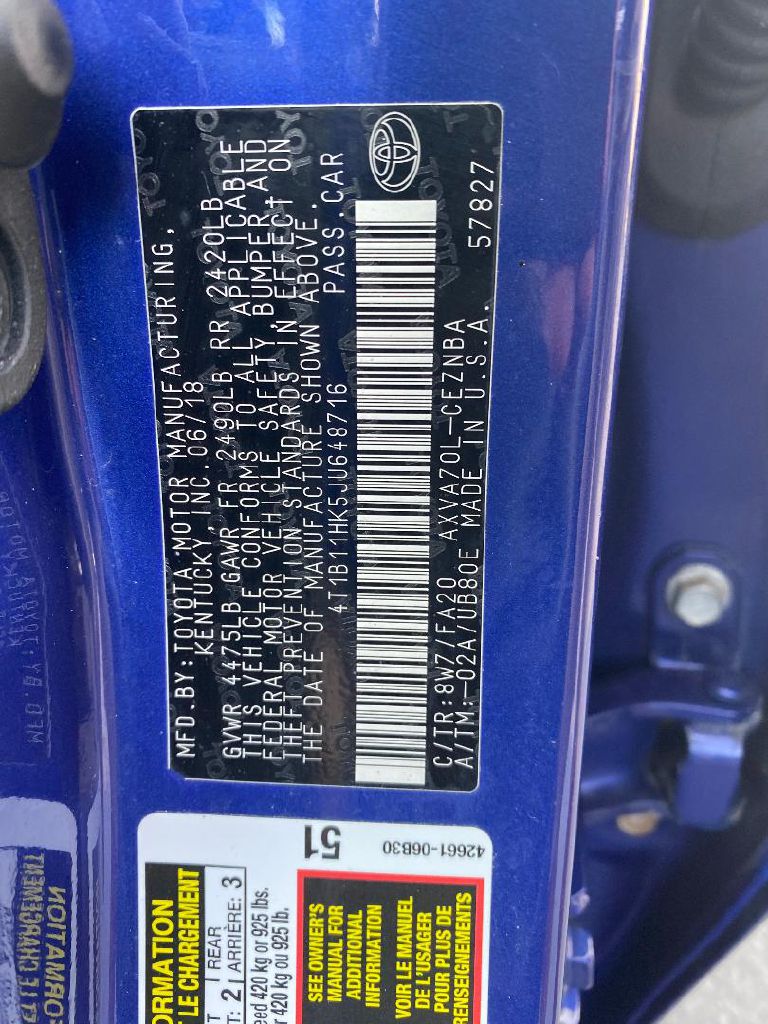 MFD.BY:TOYOTA MOTOR MANUFACTURING,
KENTUCKY, INC.06/18
GVWR 4475LB GAWR FR 2490LB RR 2420LB
THIS VEHICLE CONFORMS TO ALL APPLICABLE
FEDERAL MOTOR VEHICLE SAFETY, BUMPER,AND
THEFT PREVENTION STANDARDS IN EFFECT ON
THE DATE OF MANUFACTURE SHOWN ABOVE.
4T1B11HK5JU648716 PASS.CAR
C/TR:8W7/FA20 AXVA70L-CEZNBA
A/TM:-02A/UB80E MADE IN U.S.A. 57827
51
42661-06B30
LE CHARGEMENT
2 REAR
ARRIÈRE: 3
420 kg or 925 lbs.
420 kg ou 925 lb.
SEE OWNER'S
MANUAL FOR
ADDITIONAL
INFORMATION
VOIR LE MANUEL
DE L'USAGER
POUR PLUS DE
RENSEIGNEMENTS